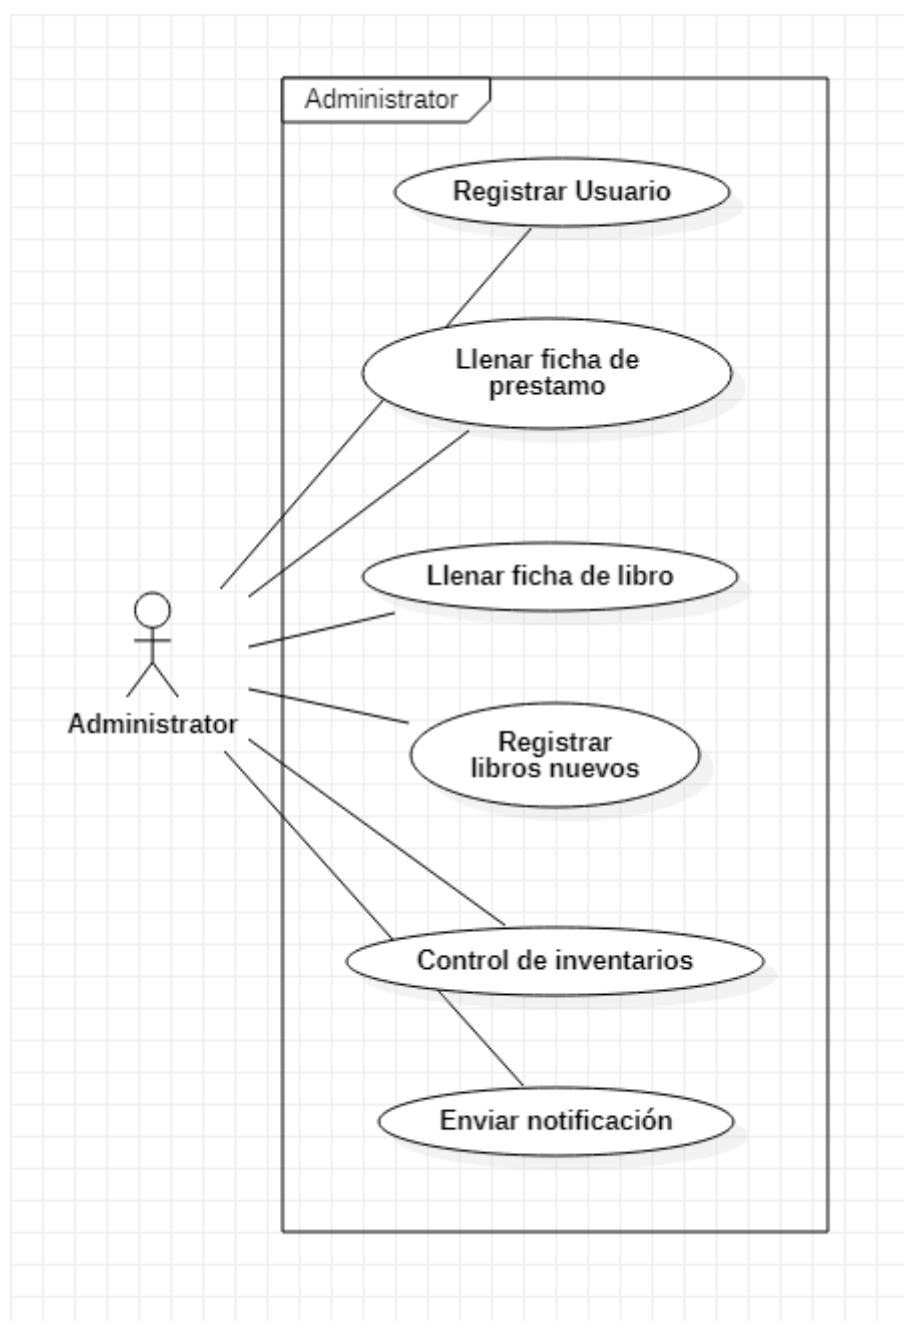 Administrator
Registrar Usuario
Llenar ficha de
prestamo
Llenar ficha de libro
Administrator
Registrar
libros nuevos
Control de inventarios
Enviar notificación